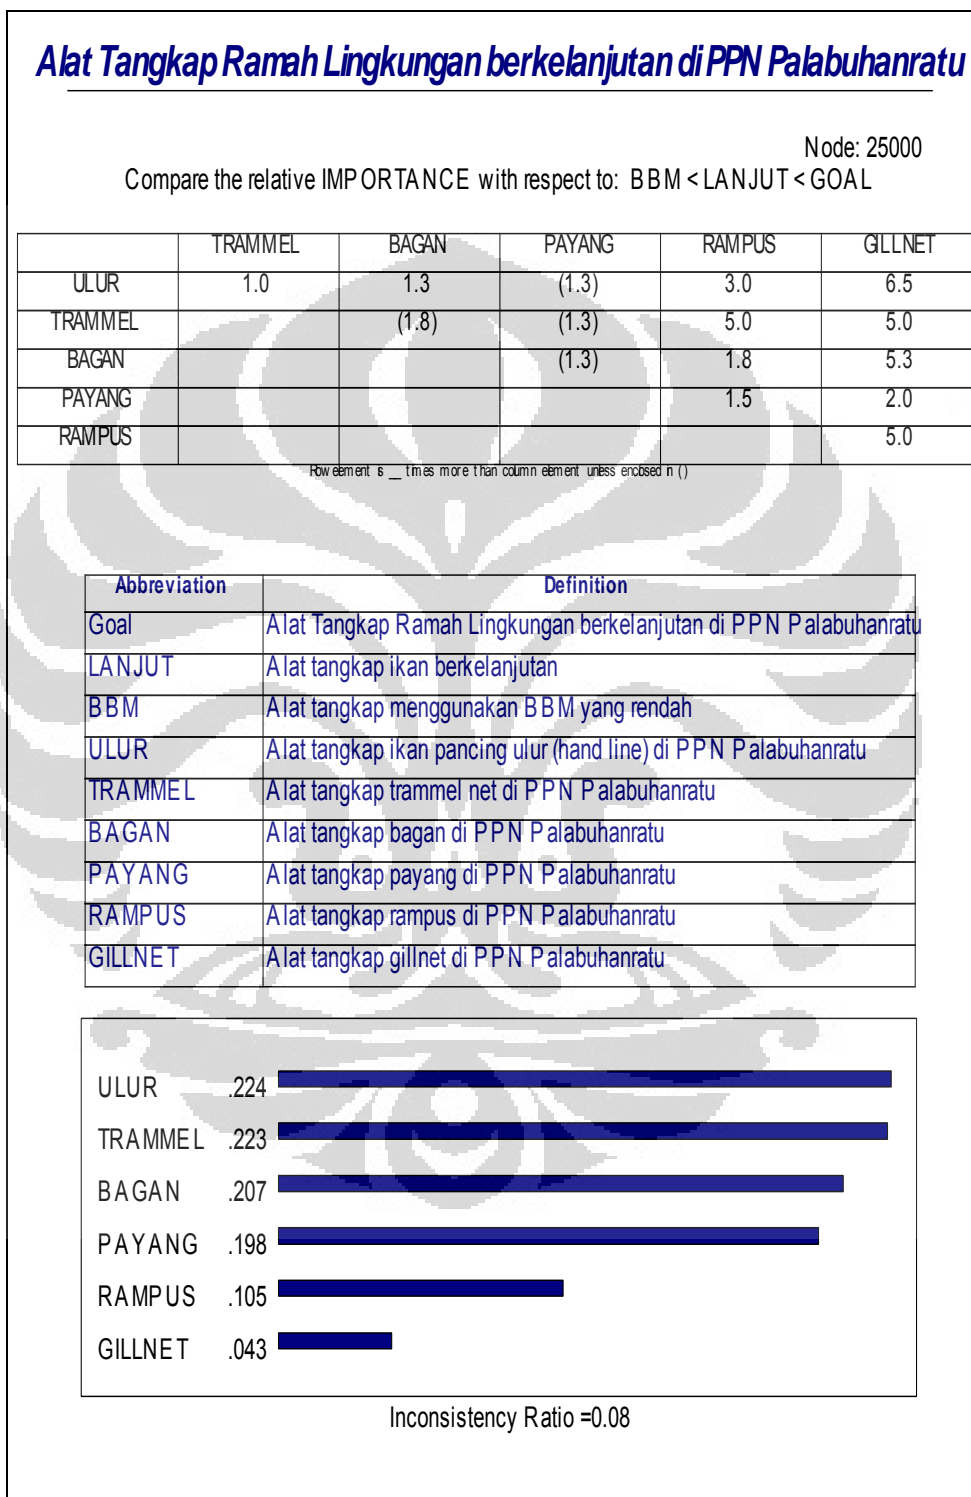 Alat Tangkap Ramah Lingkungan berkelanjutan di PPN Palabuhanratu
Node: 25000
Compare the relative IMPORTANCE with respect to: BBM < LANJUT < GOAL
TRAMMEL BAGAN PAYANG RAMPUS GILLNET
ULUR 1.0 1.3 (1.3) 3.0 6.5
TRAMMEL (1.8) (1.3) 5.0 5.0
BAGAN (1.3) 1.8 5.3
PAYANG 1.5 2.0
RAMPUS 5.0
Row element is __ times more than column element unless enclosed in ()
Abbreviation Definition
Goal Alat Tangkap Ramah Lingkungan berkelanjutan di PPN Palabuhanratu
LANJUT Alat tangkap ikan berkelanjutan
BBM Alat tangkap menggunakan BBM yang rendah
ULUR Alat tangkap ikan pancing ulur (hand line) di PPN Palabuhanratu
TRAMMEL Alat tangkap trammel net di PPN Palabuhanratu
BAGAN Alat tangkap bagan di PPN Palabuhanratu
PAYANG Alat tangkap payang di PPN Palabuhanratu
RAMPUS Alat tangkap rampus di PPN Palabuhanratu
GILLNET Alat tangkap gillnet di PPN Palabuhanratu
ULUR .224
TRAMMEL .223
BAGAN .207
PAYANG .198
RAMPUS .105
GILLNET .043
Inconsistency Ratio =0.08